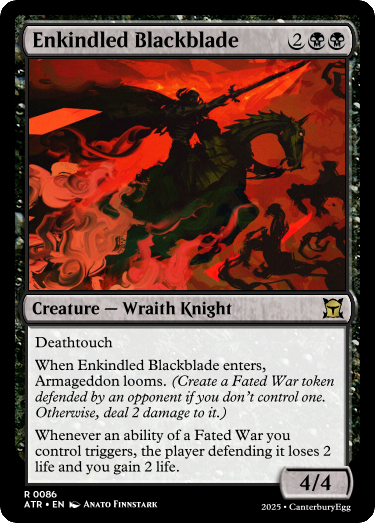 Enkindled Blackblade 2
Creature — Wraith Knight
Deathtouch
When Enkindled Blackblade enters,
Armageddon looms. (Create a Fated War token
defended by an opponent if you don't control one.
Otherwise, deal 2 damage to it.)
Whenever an ability of a Fated War you
control triggers, the player defending it loses 2
life and you gain 2 life.
4/4
R 0086
ATR • EN Anato Finnstark
2025 • CanterburyEgg